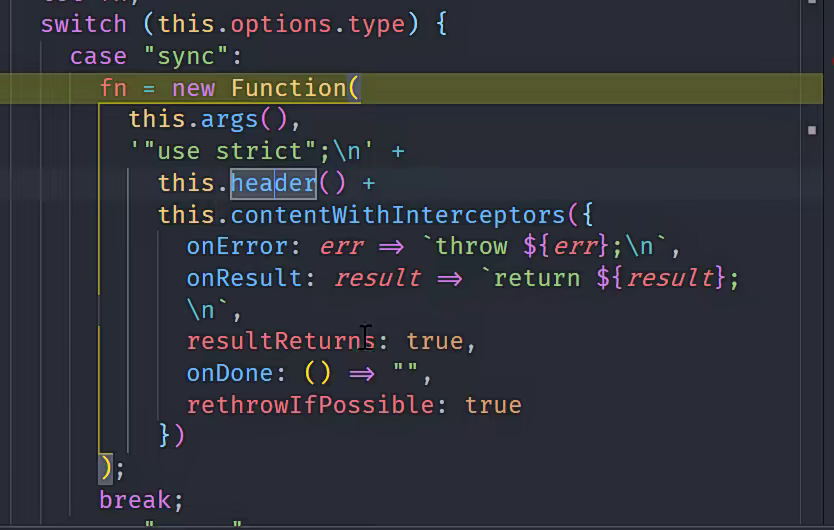 switch (this.options.type) {
case "sync":
fn = new Function(
this.args(),
'"use strict";\n' +
this.header() +
this.contentWithInterceptors({
onError: err => `throw ${err};\n`,
onResult: result => `return ${result};
\n`,
resultReturns: true,
onDone: () => "",
rethrowIfPossible: true
})
);
break;